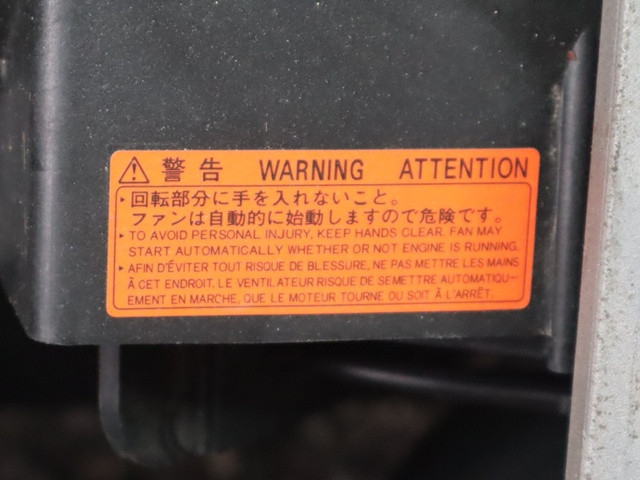 ⚠ 警告 WARNING ATTENTION
▸回転部分に手を入れないこと。
ファンは自動的に始動しますので危険です。
▸TO AVOID PERSONAL INJURY, KEEP HANDS CLEAR. FAN MAY
START AUTOMATICALLY WHETHER OR NOT ENGINE IS RUNNING.
▸AFIN D'ÉVITER TOUT RISQUE DE BLESSURE, NE PAS METTRE LES MAINS
À CET ENDROIT. LE VENTILATEUR RISQUE DE SEMETTRE AUTOMATIQU-
EMENT EN MARCHE, QUE LE MOTEUR TOURNE OU SOIT À L'ARRÊT.